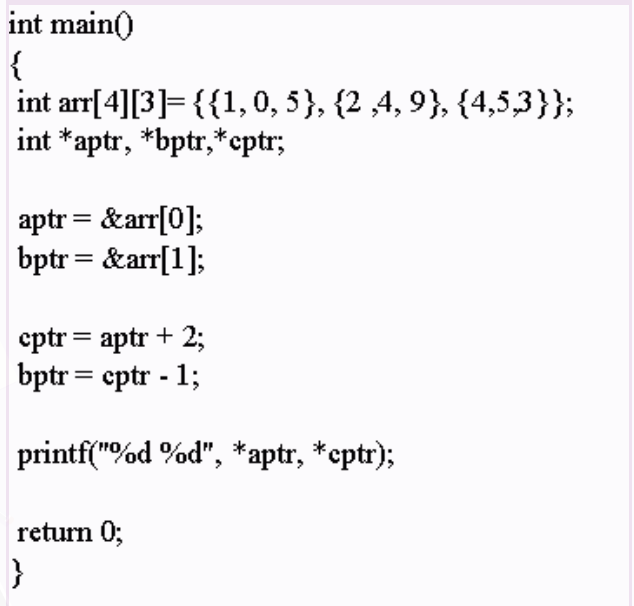 int main()
{
int arr[4][3]= {{1, 0, 5}, {2 ,4, 9}, {4,5,3}};
int *aptr, *bptr,*cptr;
aptr = &arr[0];
bptr = &arr[1];
cptr = aptr + 2;
bptr = cptr - 1;
printf("%d %d", *aptr, *cptr);
return 0;
}